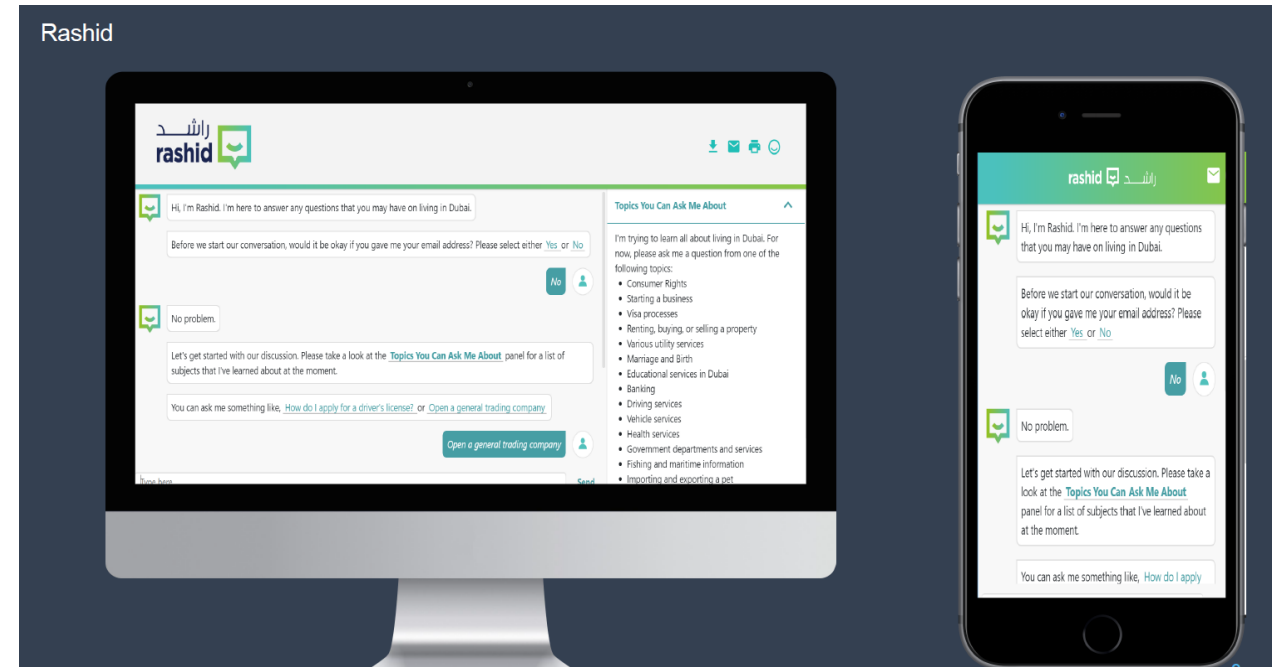 Rashid
راشد
rashid
Hi, I'm Rashid. I'm here to answer any questions that you may have on living in Dubai.
Before we start our conversation, would it be okay if you gave me your email address? Please select either Yes or No
No
No problem.
Let's get started with our discussion. Please take a look at the Topics You Can Ask Me About panel for a list of
subjects that I've learned about at the moment.
You can ask me something like, How do I apply for a driver's license? or Open a general trading company
Open a general trading company
Type here
Send
Topics You Can Ask Me About
I'm trying to learn all about living in Dubai. For
now, please ask me a question from one of the
following topics:
• Consumer Rights
• Starting a business
• Visa processes
• Renting, buying, or selling a property
• Various utility services
• Marriage and Birth
• Educational services in Dubai
• Banking
• Driving services
• Vehicle services
• Health services
• Government departments and services
• Fishing and maritime information
• Importing and exporting a pet
rashid راشد
Hi, I'm Rashid. I'm here to answer any questions
that you may have on living in Dubai.
Before we start our conversation, would it be
okay if you gave me your email address? Please
select either Yes or No
No
No problem.
Let's get started with our discussion. Please take a
look at the Topics You Can Ask Me About
panel for a list of subjects that I've learned about
at the moment.
You can ask me something like, How do I apply